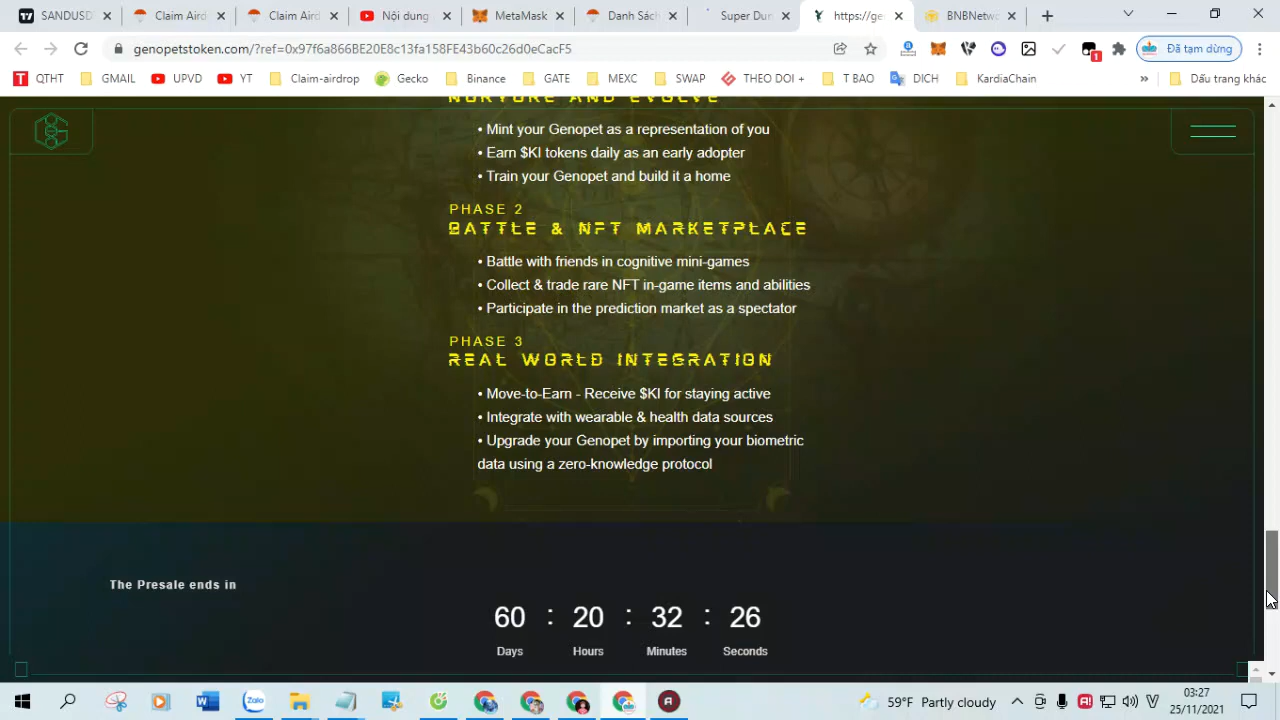 SANDUSD
Claim Aird
Claim Aird
Nội dung
MetaMask
Danh Sách
Super Dun
https://ge
BNBNetw
genopetstoken.com/?ref=0x97f6a866BE20E8c13fa158FE43b60c26d0eCacF5
Đã tạm dừng
QTHT
GMAIL
UPVD
YT
Claim-airdrop
Gecko
Binance
GATE
MEXC
SWAP
THEO DOI +
T BAO
DICH
KardiaChain
»
Dấu trang khác
NURTURE AND EVOLVE
• Mint your Genopet as a representation of you
• Earn $KI tokens daily as an early adopter
• Train your Genopet and build it a home
PHASE 2
BATTLE & NFT MARKETPLACE
• Battle with friends in cognitive mini-games
• Collect & trade rare NFT in-game items and abilities
• Participate in the prediction market as a spectator
PHASE 3
REAL WORLD INTEGRATION
• Move-to-Earn - Receive $KI for staying active
• Integrate with wearable & health data sources
• Upgrade your Genopet by importing your biometric
data using a zero-knowledge protocol
The Presale ends in
60 : 20 : 32 : 26
Days Hours Minutes Seconds
59°F Partly cloudy
03:27
25/11/2021